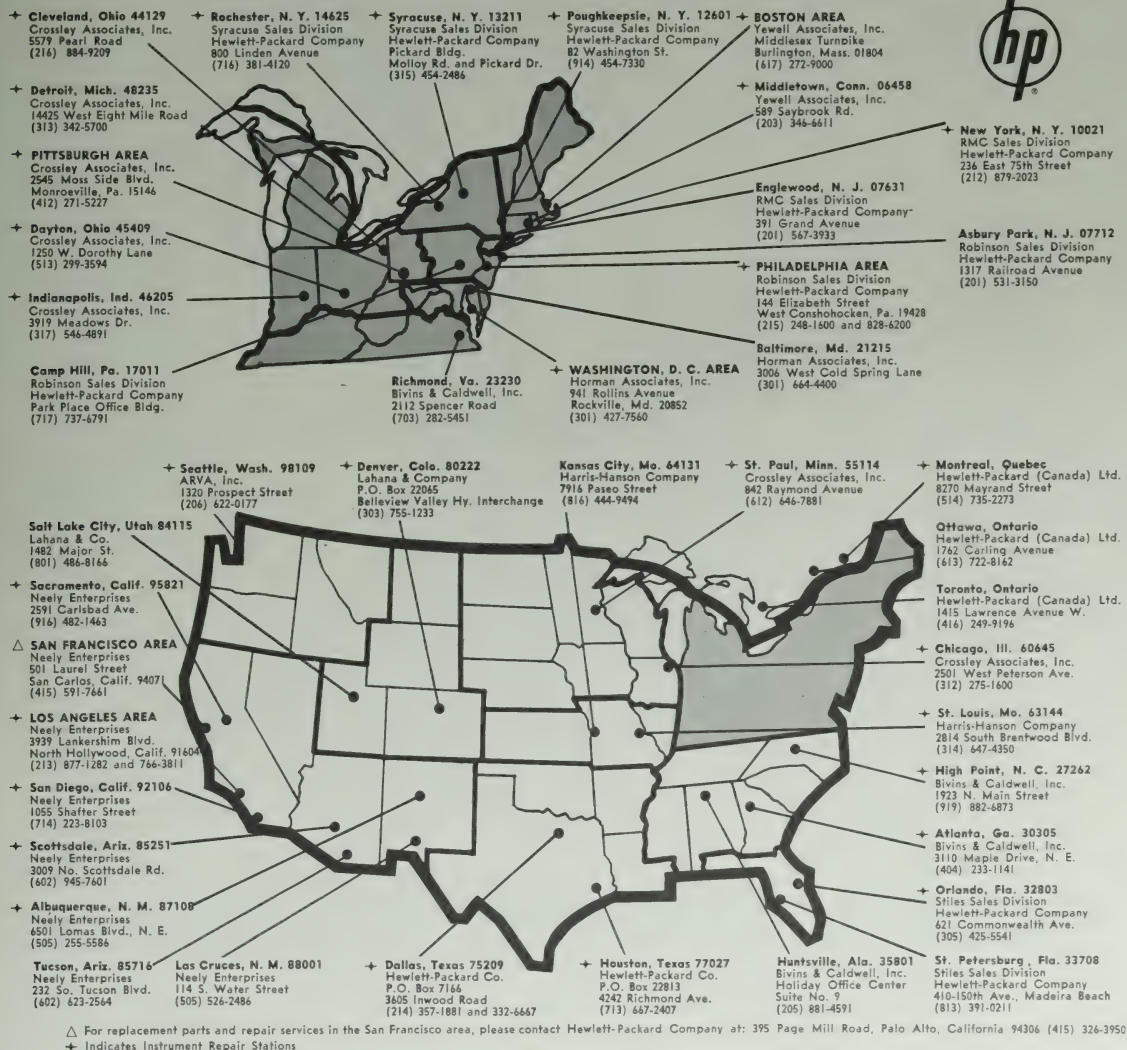 Cleveland, Ohio 44129
Crossley Associates, Inc.
5579 Pearl Road
(216) 884-9209
Rochester, N. Y. 14625
Syracuse Sales Division
Hewlett-Packard Company
800 Linden Avenue
(716) 381-4120
Syracuse, N. Y. 13211
Syracuse Sales Division
Hewlett-Packard Company
Pickard Bldg.
Molloy Rd. and Pickard Dr.
(315) 454-2486
Poughkeepsie, N. Y. 12601
Syracuse Sales Division
Hewlett-Packard Company
82 Washington St.
(914) 454-7330
BOSTON AREA
Yewell Associates, Inc.
Middlesex Turnpike
Burlington, Mass. 01804
(617) 272-9000
hp
®
Detroit, Mich. 48235
Crossley Associates, Inc.
14425 West Eight Mile Road
(313) 342-5700
Middletown, Conn. 06458
Yewell Associates, Inc.
589 Saybrook Rd.
(203) 346-6611
New York, N. Y. 10021
RMC Sales Division
Hewlett-Packard Company
236 East 75th Street
(212) 879-2023
PITTSBURGH AREA
Crossley Associates, Inc.
2545 Moss Side Blvd.
Monroeville, Pa. 15146
(412) 271-5227
Englewood, N. J. 07631
RMC Sales Division
Hewlett-Packard Company
391 Grand Avenue
(201) 567-3933
Asbury Park, N. J. 07712
Robinson Sales Division
Hewlett-Packard Company
1317 Railroad Avenue
(201) 531-3150
Dayton, Ohio 45409
Crossley Associates, Inc.
1250 W. Dorothy Lane
(513) 299-3594
PHILADELPHIA AREA
Robinson Sales Division
Hewlett-Packard Company
144 Elizabeth Street
West Conshohocken, Pa. 19428
(215) 248-1600 and 828-6200
Indianapolis, Ind. 46205
Crossley Associates, Inc.
3919 Meadows Dr.
(317) 546-4891
Baltimore, Md. 21215
Horman Associates, Inc.
3006 West Cold Spring Lane
(301) 664-4400
Camp Hill, Pa. 17011
Robinson Sales Division
Hewlett-Packard Company
Park Place Office Bldg.
(717) 737-6791
Richmond, Va. 23230
Bivins & Caldwell, Inc.
2112 Spencer Road
(703) 282-5451
WASHINGTON, D. C. AREA
Horman Associates, Inc.
941 Rollins Avenue
Rockville, Md. 20852
(301) 427-7560
Seattle, Wash. 98109
ARVA, Inc.
1320 Prospect Street
(206) 622-0177
Denver, Colo. 80222
Lahana & Company
P.O. Box 22065
Belleview Valley Hy. Interchange
(303) 755-1233
Kansas City, Mo. 64131
Harris-Hanson Company
7916 Paseo Street
(816) 444-9494
St. Paul, Minn. 55114
Crossley Associates, Inc.
842 Raymond Avenue
(612) 646-7881
Montreal, Quebec
Hewlett-Packard (Canada) Ltd.
8270 Mayrand Street
(514) 735-2273
Salt Lake City, Utah 84115
Lahana & Co.
1482 Major St.
(801) 486-8166
Ottawa, Ontario
Hewlett-Packard (Canada) Ltd.
1762 Carling Avenue
(613) 722-8162
Sacramento, Calif. 95821
Neely Enterprises
2591 Carlsbad Ave.
(916) 482-1463
Toronto, Ontario
Hewlett-Packard (Canada) Ltd.
1415 Lawrence Avenue W.
(416) 249-9196
△ SAN FRANCISCO AREA
Neely Enterprises
501 Laurel Street
San Carlos, Calif. 94071
(415) 591-7661
Chicago, Ill. 60645
Crossley Associates, Inc.
2501 West Peterson Ave.
(312) 275-1600
LOS ANGELES AREA
Neely Enterprises
3939 Lankershim Blvd.
North Hollywood, Calif. 91604
(213) 877-1282 and 766-3811
St. Louis, Mo. 63144
Harris-Hanson Company
2814 South Brentwood Blvd.
(314) 647-4350
San Diego, Calif. 92106
Neely Enterprises
1055 Shafter Street
(714) 223-8103
High Point, N. C. 27262
Bivins & Caldwell, Inc.
1923 N. Main Street
(919) 882-6873
Scottsdale, Ariz. 85251
Neely Enterprises
3009 No. Scottsdale Rd.
(602) 945-7601
Atlanta, Ga. 30305
Bivins & Caldwell, Inc.
3110 Maple Drive, N. E.
(404) 233-1141
Albuquerque, N. M. 87108
Neely Enterprises
6501 Lomas Blvd., N. E.
(505) 255-5586
Orlando, Fla. 32803
Stiles Sales Division
Hewlett-Packard Company
621 Commonwealth Ave.
(305) 425-5541
Tucson, Ariz. 85716
Neely Enterprises
232 So. Tucson Blvd.
(602) 623-2564
Las Cruces, N. M. 88001
Neely Enterprises
114 S. Water Street
(505) 526-2486
Dallas, Texas 75209
Hewlett-Packard Co.
P.O. Box 7166
3605 Inwood Road
(214) 357-1881 and 332-6667
Houston, Texas 77027
Hewlett-Packard Co.
P.O. Box 22813
4242 Richmond Ave.
(713) 667-2407
Huntsville, Ala. 35801
Bivins & Caldwell, Inc.
Holiday Office Center
Suite No. 9
(205) 881-4591
St. Petersburg, Fla. 33708
Stiles Sales Division
Hewlett-Packard Company
410-150th Ave., Madeira Beach
(813) 391-0211
△ For replacement parts and repair services in the San Francisco area, please contact Hewlett-Packard Company at: 395 Page Mill Road, Palo Alto, California 94306 (415) 326-3950
Indicates Instrument Repair Stations